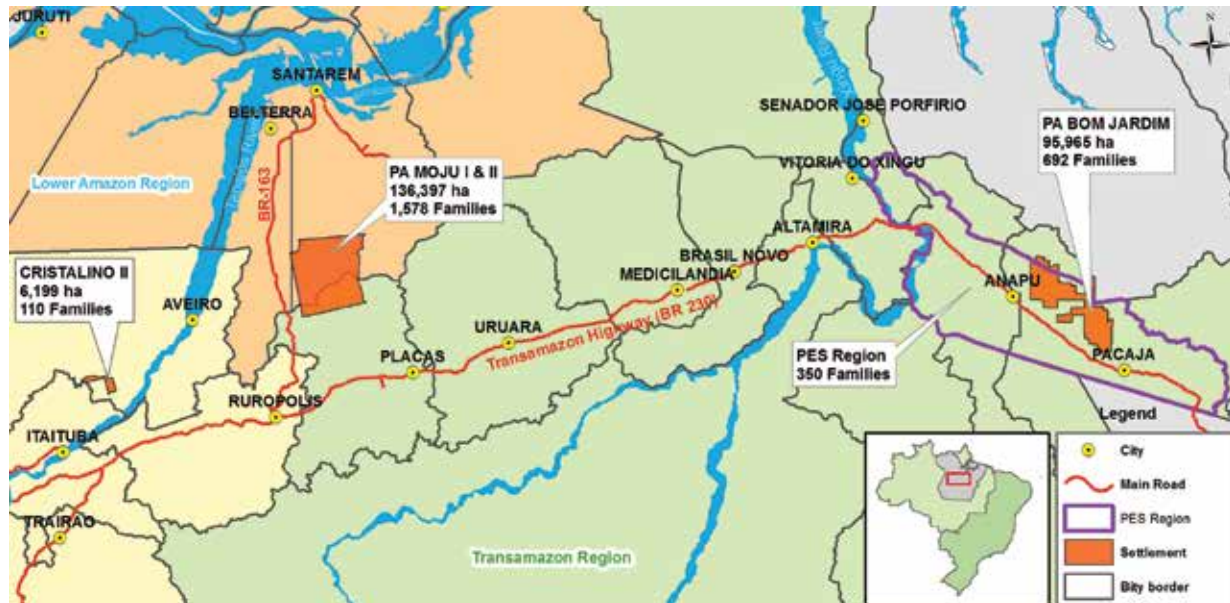 JURUTI
SANTAREM
BELTERRA
Lower Amazon Region
BR-163
PA MOJU I & II
136,397 ha
1,578 Families
SENADOR JOSÉ PORFIRIO
PA BOM JARDIM
95,965 ha
692 Families
VITORIA DO XINGU
ALTAMIRA
BRASIL NOVO
MEDICILANDIA
CRISTALINO II
6,199 ha
110 Families
AVEIRO
ANAPU
URUARA
Transamazon Highway (BR 230)
PLACAS
PES Region
350 Families
PACAJA
RUROPOLIS
ITAITUBA
TRAIRAO
Transamazon Region
N
Legend
City
Main Road
PES Region
Settlement
Bity border